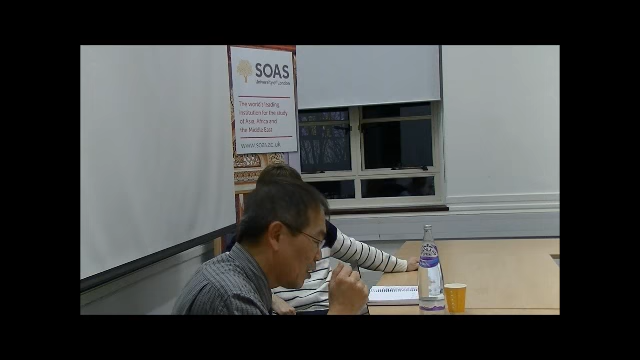 SOAS
University of London
The world's leading
institution for the study
of Asia, Africa and
the Middle East
www.soas.ac.uk